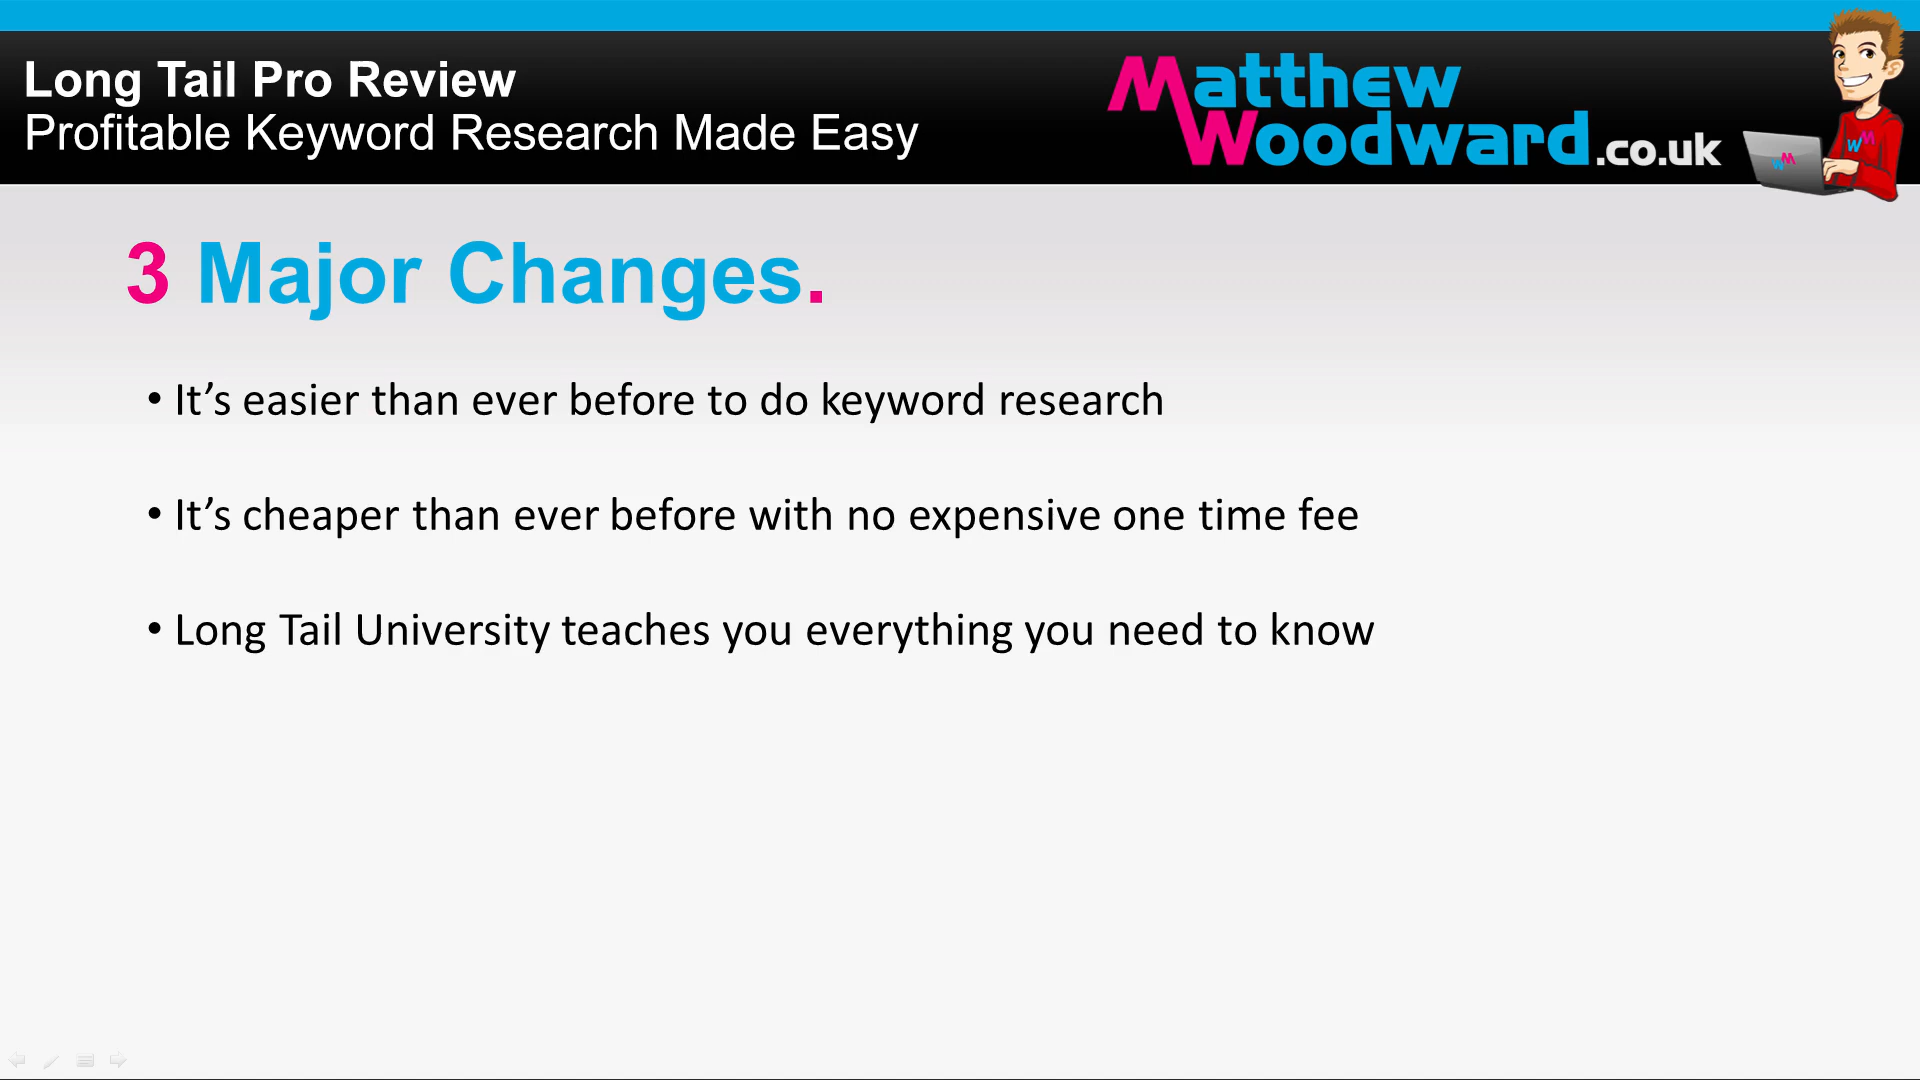 Long Tail Pro Review
Profitable Keyword Research Made Easy
Matthew
Woodward.co.uk
WM
WM
3 Major Changes.
• It’s easier than ever before to do keyword research
• It’s cheaper than ever before with no expensive one time fee
• Long Tail University teaches you everything you need to know